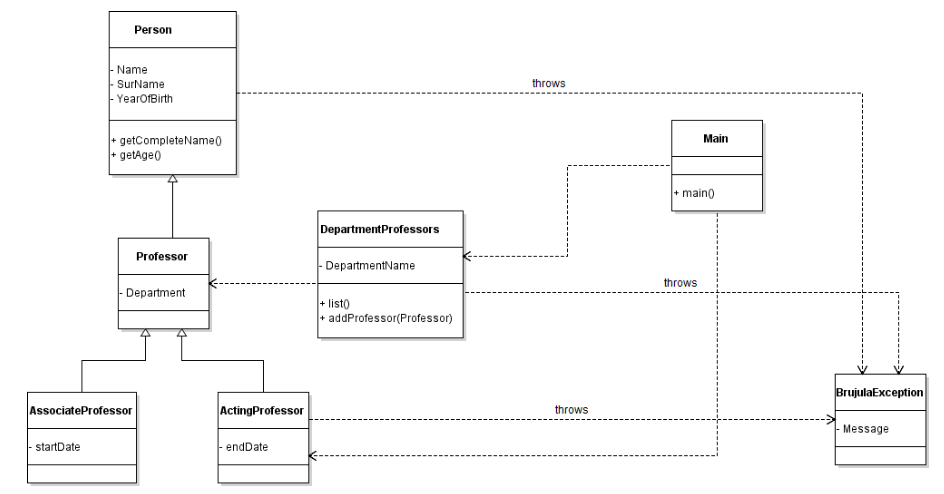 Person
- Name
- SurName
- YearOfBirth
+ getCompleteName()
+ getAge()
throws
Main
+ main()
DepartmentProfessors
- DepartmentName
+ list()
+ addProfessor(Professor)
Professor
- Department
throws
AssociateProfessor
- startDate
ActingProfessor
- endDate
throws
BrujulaException
- Message